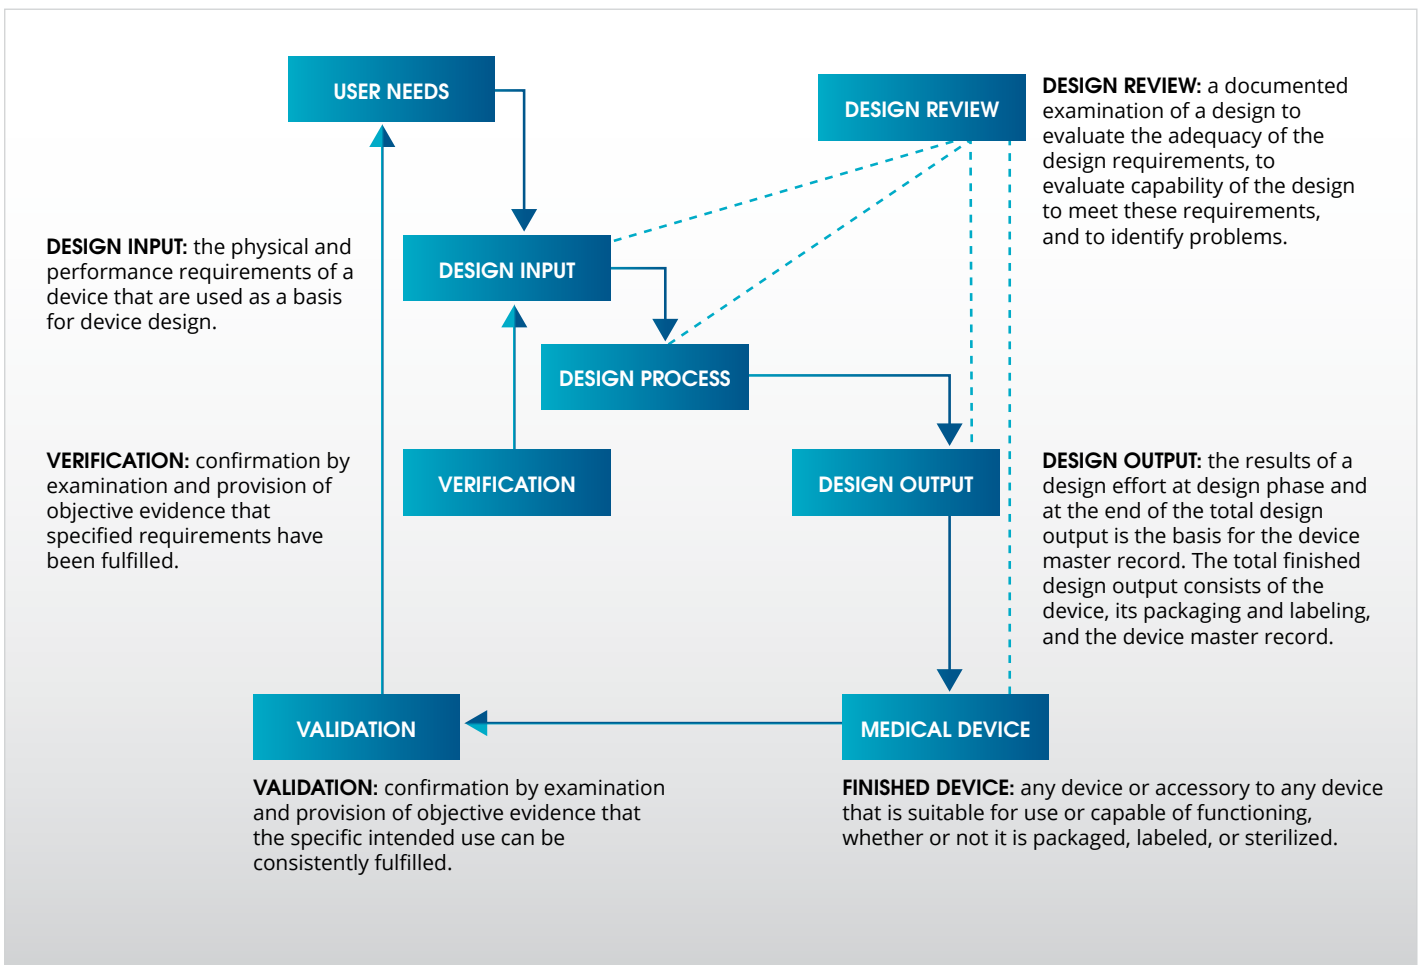 USER NEEDS
DESIGN REVIEW
DESIGN REVIEW: a documented
examination of a design to
evaluate the adequacy of the
design requirements, to
evaluate capability of the design
to meet these requirements,
and to identify problems.
DESIGN INPUT: the physical and
performance requirements of a
device that are used as a basis
for device design.
DESIGN INPUT
DESIGN PROCESS
VERIFICATION: confirmation by
examination and provision of
objective evidence that
specified requirements have
been fulfilled.
VERIFICATION
DESIGN OUTPUT
DESIGN OUTPUT: the results of a
design effort at design phase and
at the end of the total design
output is the basis for the device
master record. The total finished
design output consists of the
device, its packaging and labeling,
and the device master record.
VALIDATION
MEDICAL DEVICE
VALIDATION: confirmation by examination
and provision of objective evidence that
the specific intended use can be
consistently fulfilled.
FINISHED DEVICE: any device or accessory to any device
that is suitable for use or capable of functioning,
whether or not it is packaged, labeled, or sterilized.